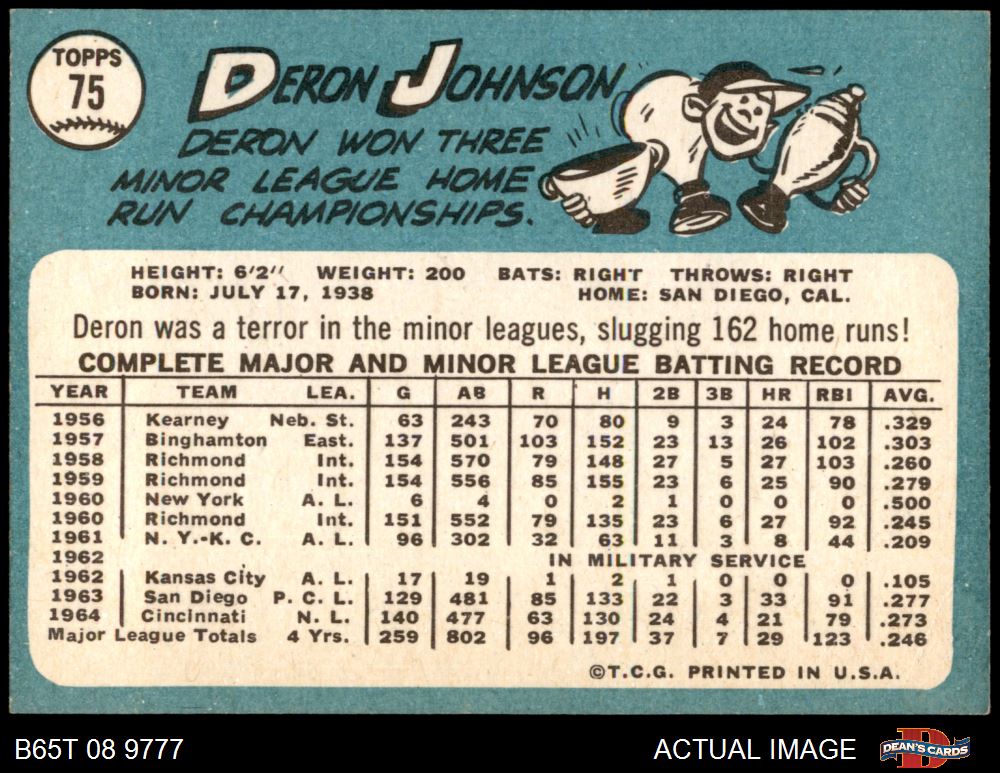 TOPPS
75
DERON JOHNSON
DERON WON THREE
MINOR LEAGUE HOME
RUN CHAMPIONSHIPS.
HEIGHT: 6'2" WEIGHT: 200 BATS: RIGHT THROWS: RIGHT
BORN: JULY 17, 1938 HOME: SAN DIEGO, CAL.
Deron was a terror in the minor leagues, slugging 162 home runs!
COMPLETE MAJOR AND MINOR LEAGUE BATTING RECORD
YEAR TEAM LEA. G AB R H 2B 3B HR RBI AVG.
1956 Kearney Neb. St. 63 243 70 80 9 3 24 78 .329
1957 Binghamton East. 137 501 103 152 23 13 26 102 .303
1958 Richmond Int. 154 570 79 148 27 5 27 103 .260
1959 Richmond Int. 154 556 85 155 23 6 25 90 .279
1960 New York A. L. 6 4 0 2 1 0 0 0 .500
1960 Richmond Int. 151 552 79 135 23 6 27 92 .245
1961 N. Y.-K. C. A. L. 96 302 32 63 11 3 8 44 .209
1962 IN MILITARY SERVICE
1962 Kansas City A. L. 17 19 1 2 1 0 0 0 .105
1963 San Diego P. C. L. 129 481 85 133 22 3 33 91 .277
1964 Cincinnati N. L. 140 477 63 130 24 4 21 79 .273
Major League Totals 4 Yrs. 259 802 96 197 37 7 29 123 .246
©T.C.G. PRINTED IN U.S.A.
B65T 08 9777 ACTUAL IMAGE DEAN'S CARDS